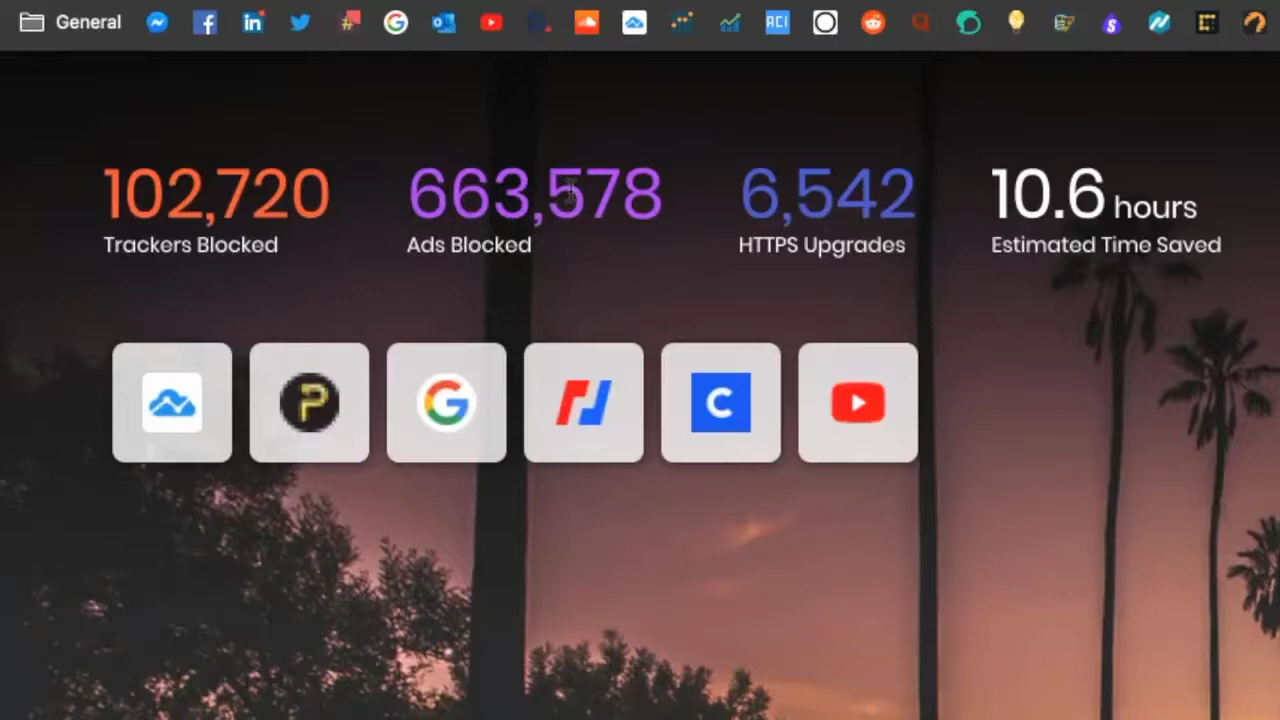 General
102,720 663,578 6,542 10.6 hours
Trackers Blocked Ads Blocked HTTPS Upgrades Estimated Time Saved